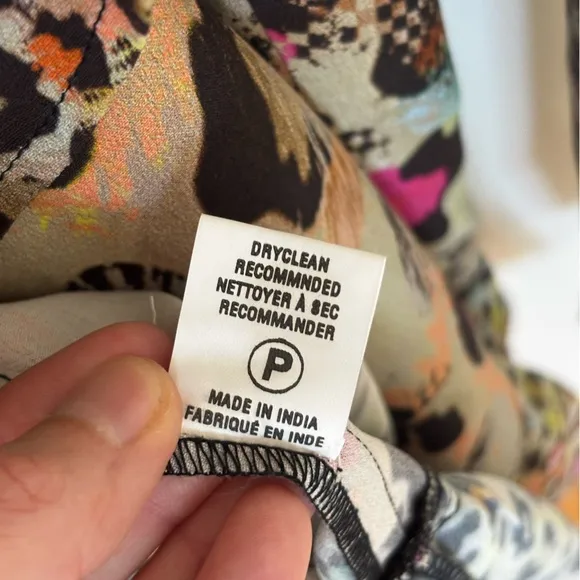 DRYCLEAN
RECOMMNDED
NETTOYER À SEC
RECOMMANDER
P
MADE IN INDIA
FABRIQUÉ EN INDE